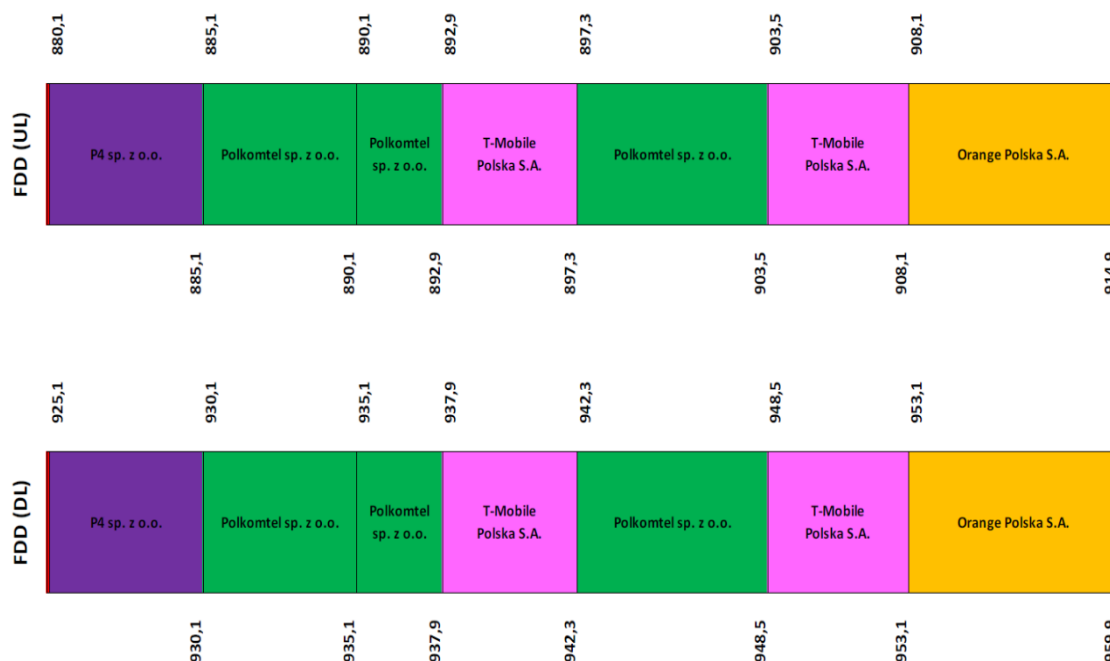 880,1
885,1
890,1
892,9
897,3
903,5
908,1
FDD (UL)
P4 sp. z o.o.
Polkomtel sp. z o.o.
Polkomtel
sp. z o.o.
T-Mobile
Polska S.A.
Polkomtel sp. z o.o.
T-Mobile
Polska S.A.
Orange Polska S.A.
885,1
890,1
892,9
897,3
903,5
908,1
925,1
930,1
935,1
937,9
942,3
948,5
953,1
FDD (DL)
P4 sp. z o.o.
Polkomtel sp. z o.o.
Polkomtel
sp. z o.o.
T-Mobile
Polska S.A.
Polkomtel sp. z o.o.
T-Mobile
Polska S.A.
Orange Polska S.A.
930,1
935,1
937,9
942,3
948,5
953,1